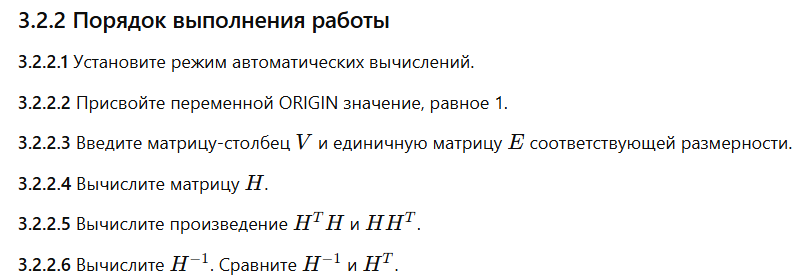 3.2.2 Порядок выполнения работы
3.2.2.1 Установите режим автоматических вычислений.
3.2.2.2 Присвойте переменной ORIGIN значение, равное 1.
3.2.2.3 Введите матрицу-столбец V и единичную матрицу E соответствующей размерности.
3.2.2.4 Вычислите матрицу H.
3.2.2.5 Вычислите произведение H^T H и HH^T.
3.2.2.6 Вычислите H^{-1}. Сравните H^{-1} и H^T.